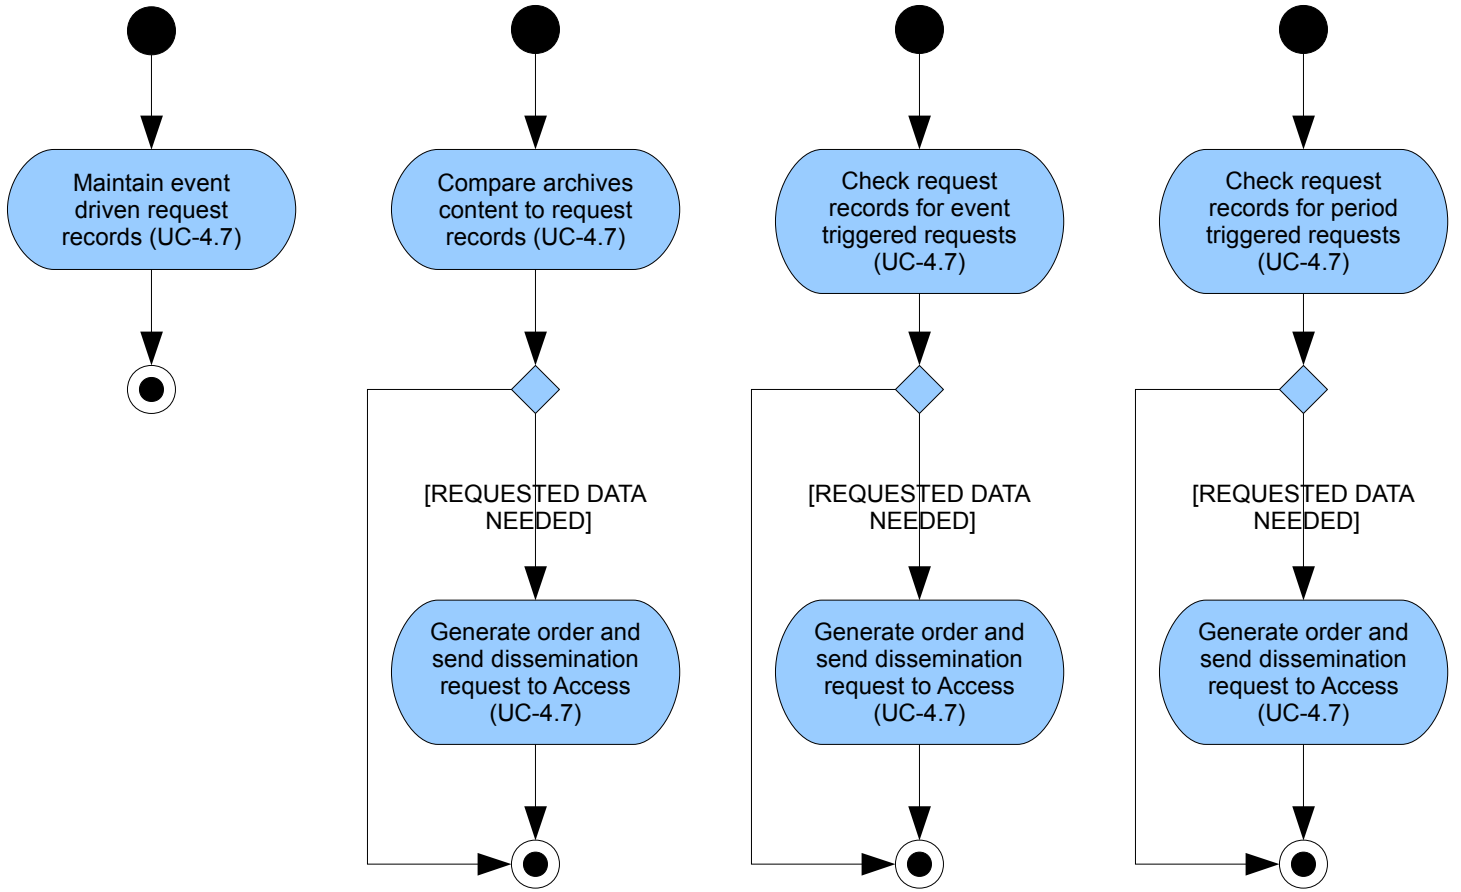 Maintain event
driven request
records (UC-4.7)
Compare archives
content to request
records (UC-4.7)
Check request
records for event
triggered requests
(UC-4.7)
Check request
records for period
triggered requests
(UC-4.7)
[REQUESTED DATA
NEEDED]
[REQUESTED DATA
NEEDED]
[REQUESTED DATA
NEEDED]
Generate order and
send dissemination
request to Access
(UC-4.7)
Generate order and
send dissemination
request to Access
(UC-4.7)
Generate order and
send dissemination
request to Access
(UC-4.7)